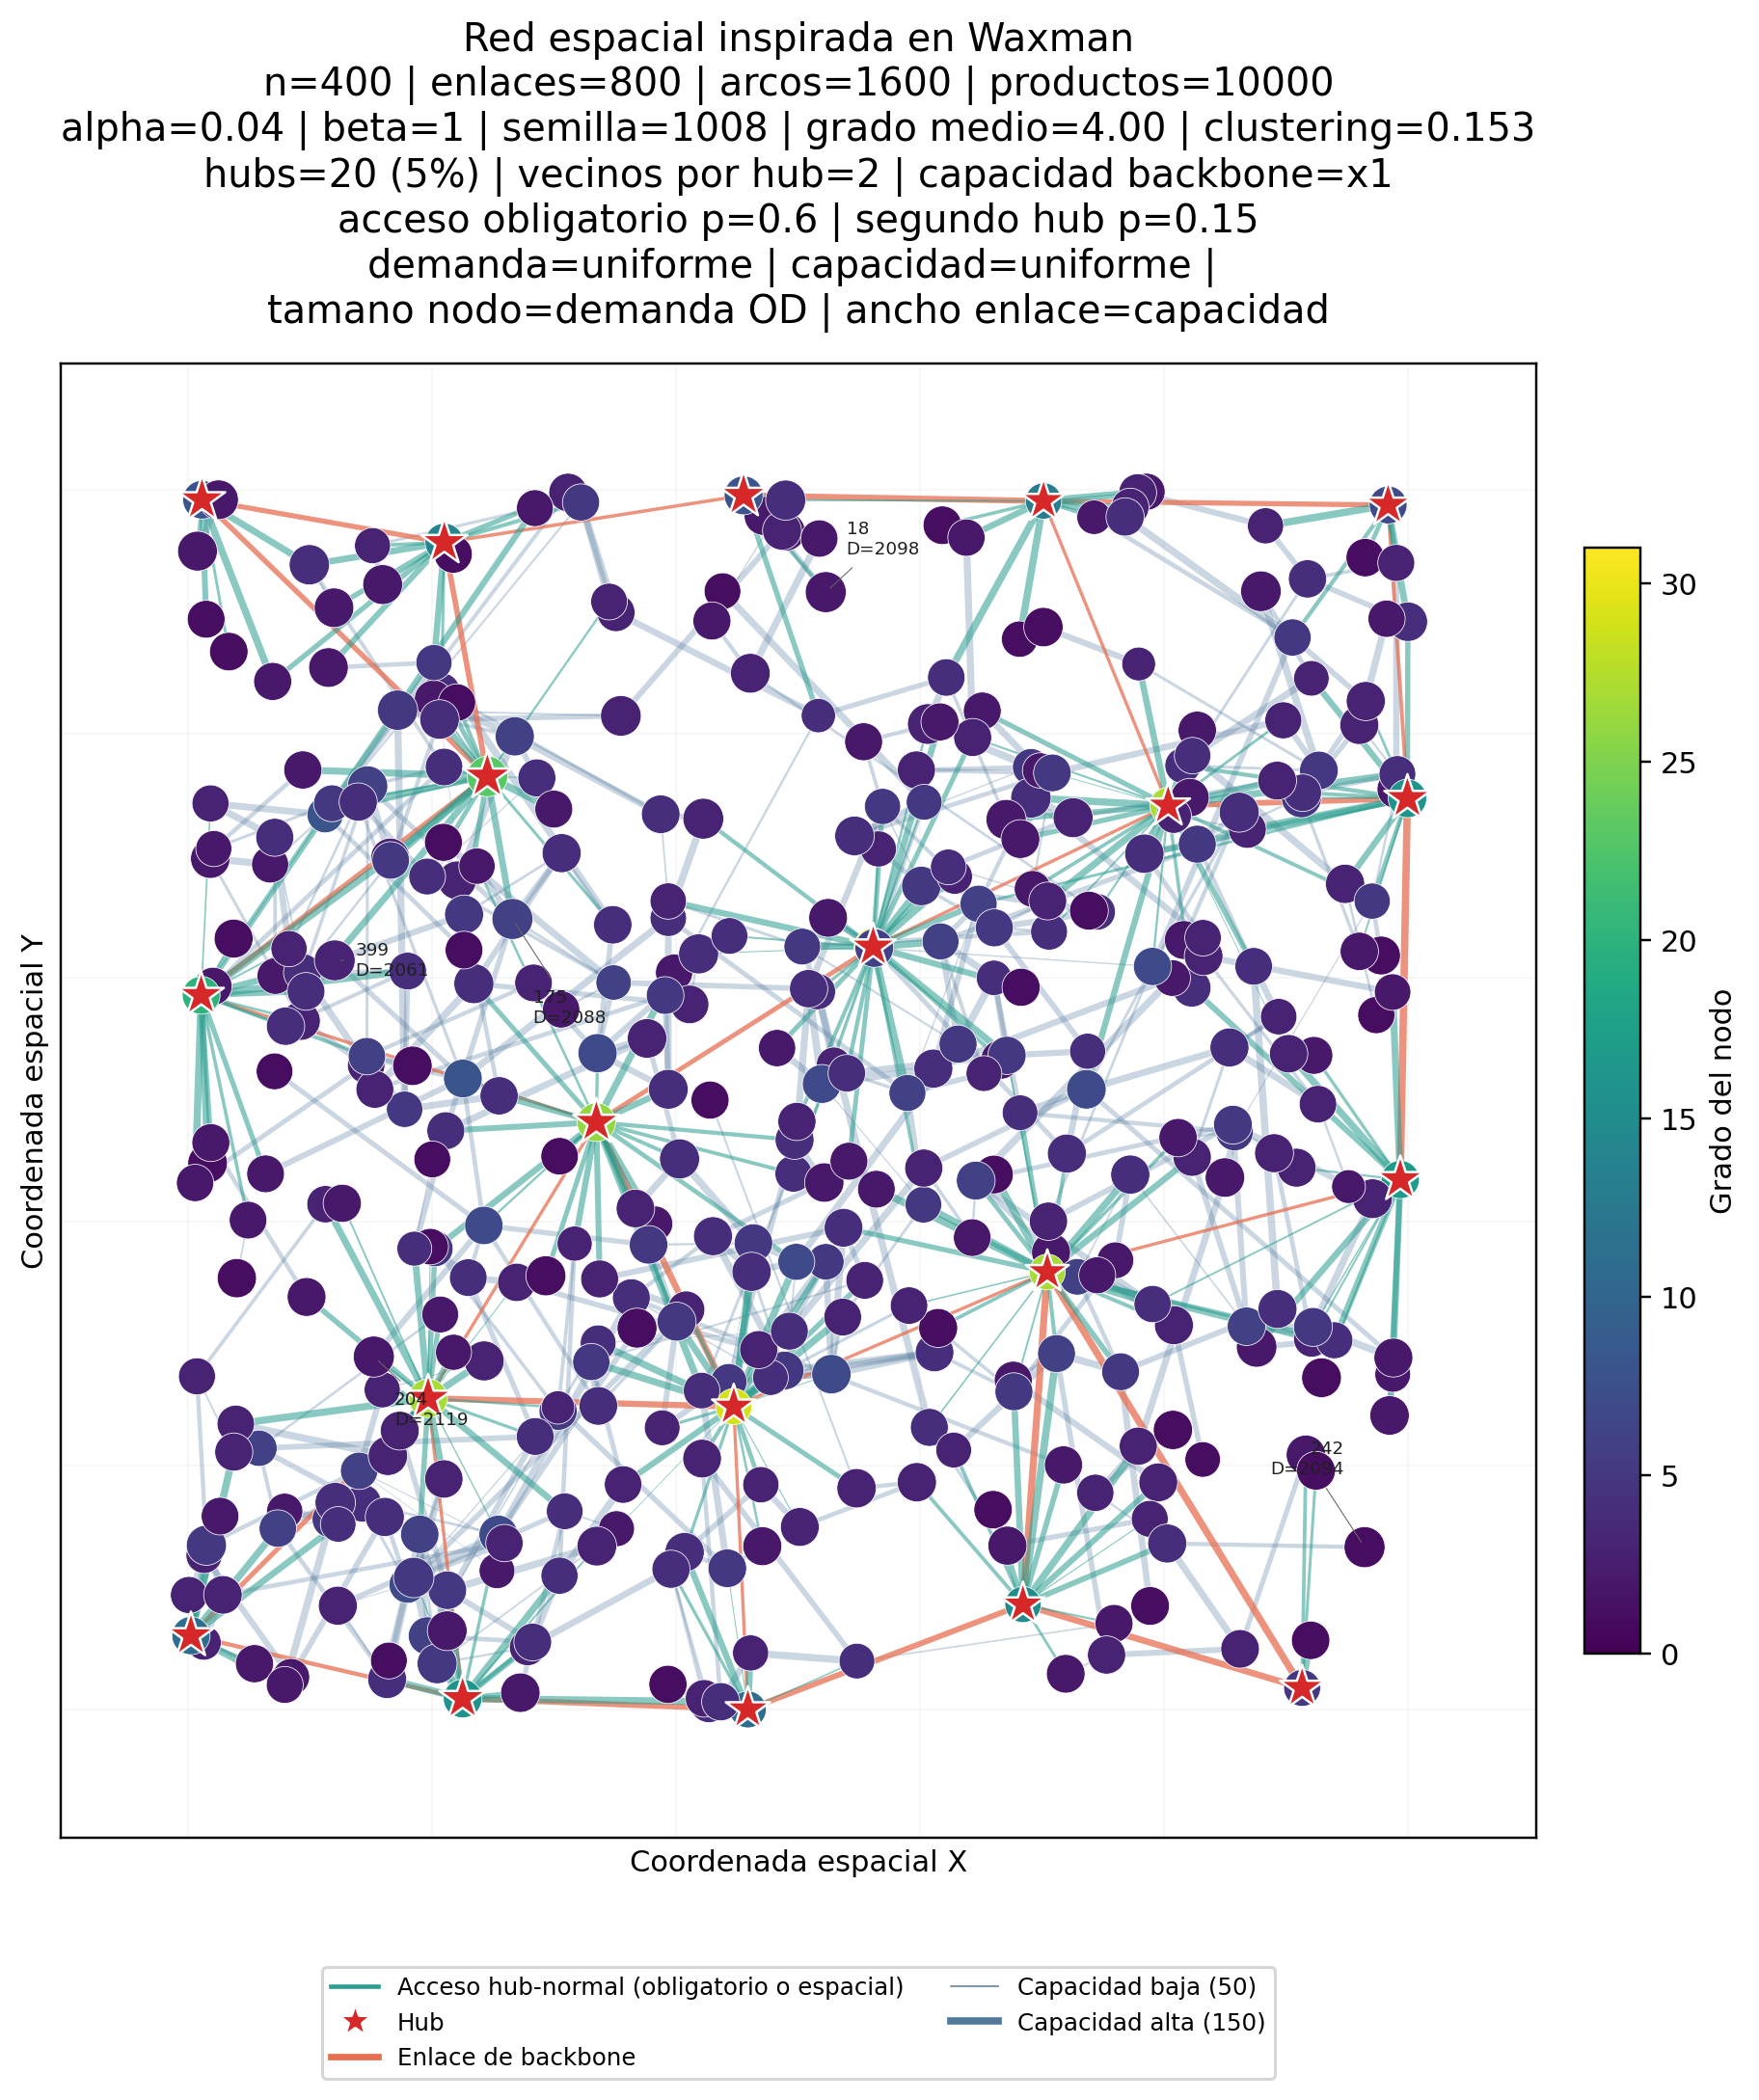 Red espacial inspirada en Waxman
n=400 | enlaces=800 | arcos=1600 | productos=10000
alpha=0.04 | beta=1 | semilla=1008 | grado medio=4.00 | clustering=0.153
hubs=20 (5%) | vecinos por hub=2 | capacidad backbone=x1
acceso obligatorio p=0.6 | segundo hub p=0.15
demanda=uniforme | capacidad=uniforme |
tamano nodo=demanda OD | ancho enlace=capacidad
18
D=2098
399
D=2061
175
D=2088
204
D=2119
242
D=2094
Coordenada espacial Y
Coordenada espacial X
30
25
20
15
10
5
0
Grado del nodo
Acceso hub-normal (obligatorio o espacial)
Hub
Enlace de backbone
Capacidad baja (50)
Capacidad alta (150)